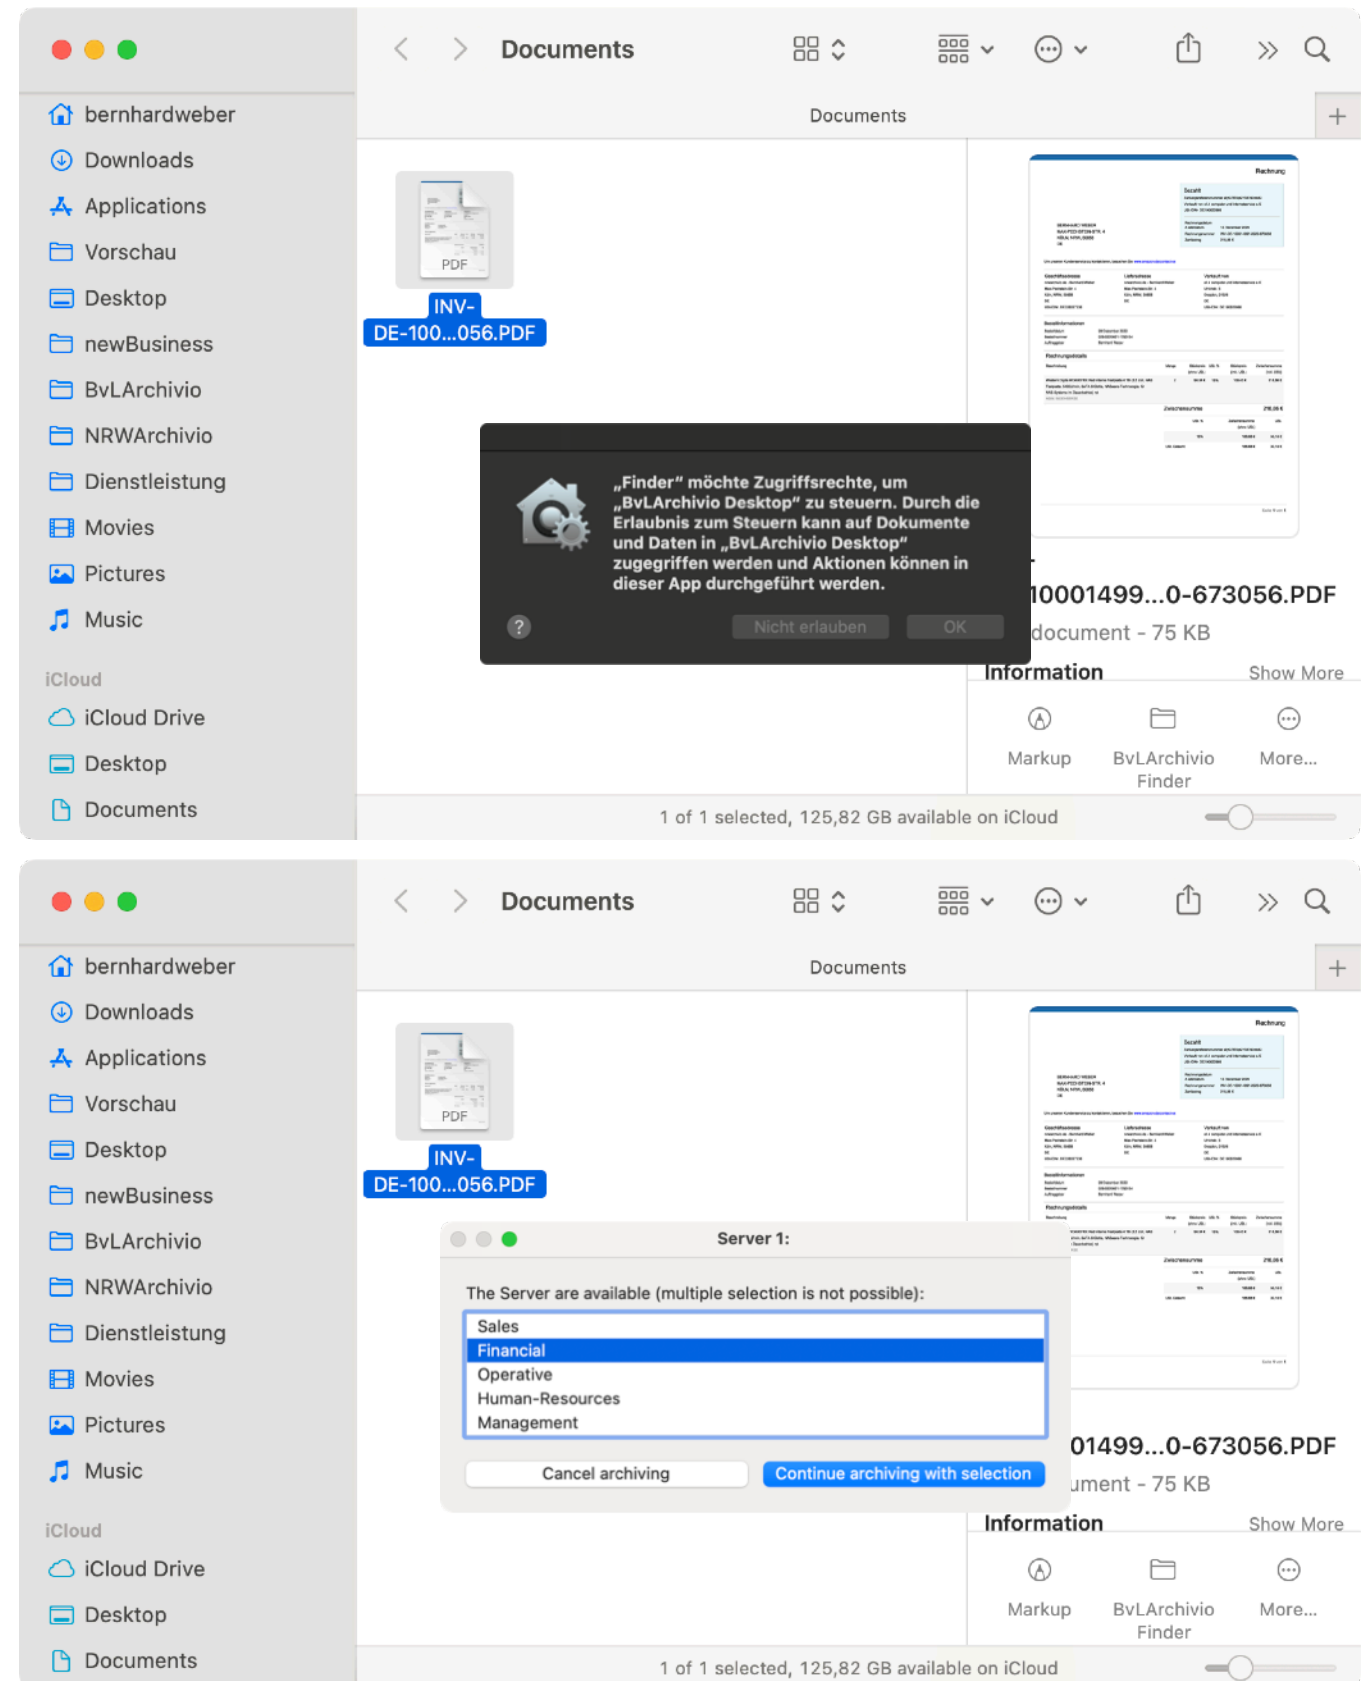 Documents
Documents
bernhardweber
Downloads
Applications
Vorschau
Desktop
newBusiness
BvLArchivio
NRWArchivio
Dienstleistung
Movies
Pictures
Music
iCloud
iCloud Drive
Desktop
Documents
PDF
INV-
DE-100...056.PDF
Rechnung
Bezahlt
Zwischensumme
„Finder“ möchte Zugriffsrechte, um
„BvLArchivio Desktop“ zu steuern. Durch die
Erlaubnis zum Steuern kann auf Dokumente
und Daten in „BvLArchivio Desktop“
zugegriffen werden und Aktionen können in
dieser App durchgeführt werden.
?
Nicht erlauben
OK
10001499...0-673056.PDF
document - 75 KB
Information
Show More
Markup
BvLArchivio
Finder
More...
1 of 1 selected, 125,82 GB available on iCloud
Documents
Documents
bernhardweber
Downloads
Applications
Vorschau
Desktop
newBusiness
BvLArchivio
NRWArchivio
Dienstleistung
Movies
Pictures
Music
iCloud
iCloud Drive
Desktop
Documents
PDF
INV-
DE-100...056.PDF
Rechnung
Bezahlt
Zwischensumme
Server 1:
The Server are available (multiple selection is not possible):
Sales
Financial
Operative
Human-Resources
Management
Cancel archiving
Continue archiving with selection
01499...0-673056.PDF
ument - 75 KB
Information
Show More
Markup
BvLArchivio
Finder
More...
1 of 1 selected, 125,82 GB available on iCloud